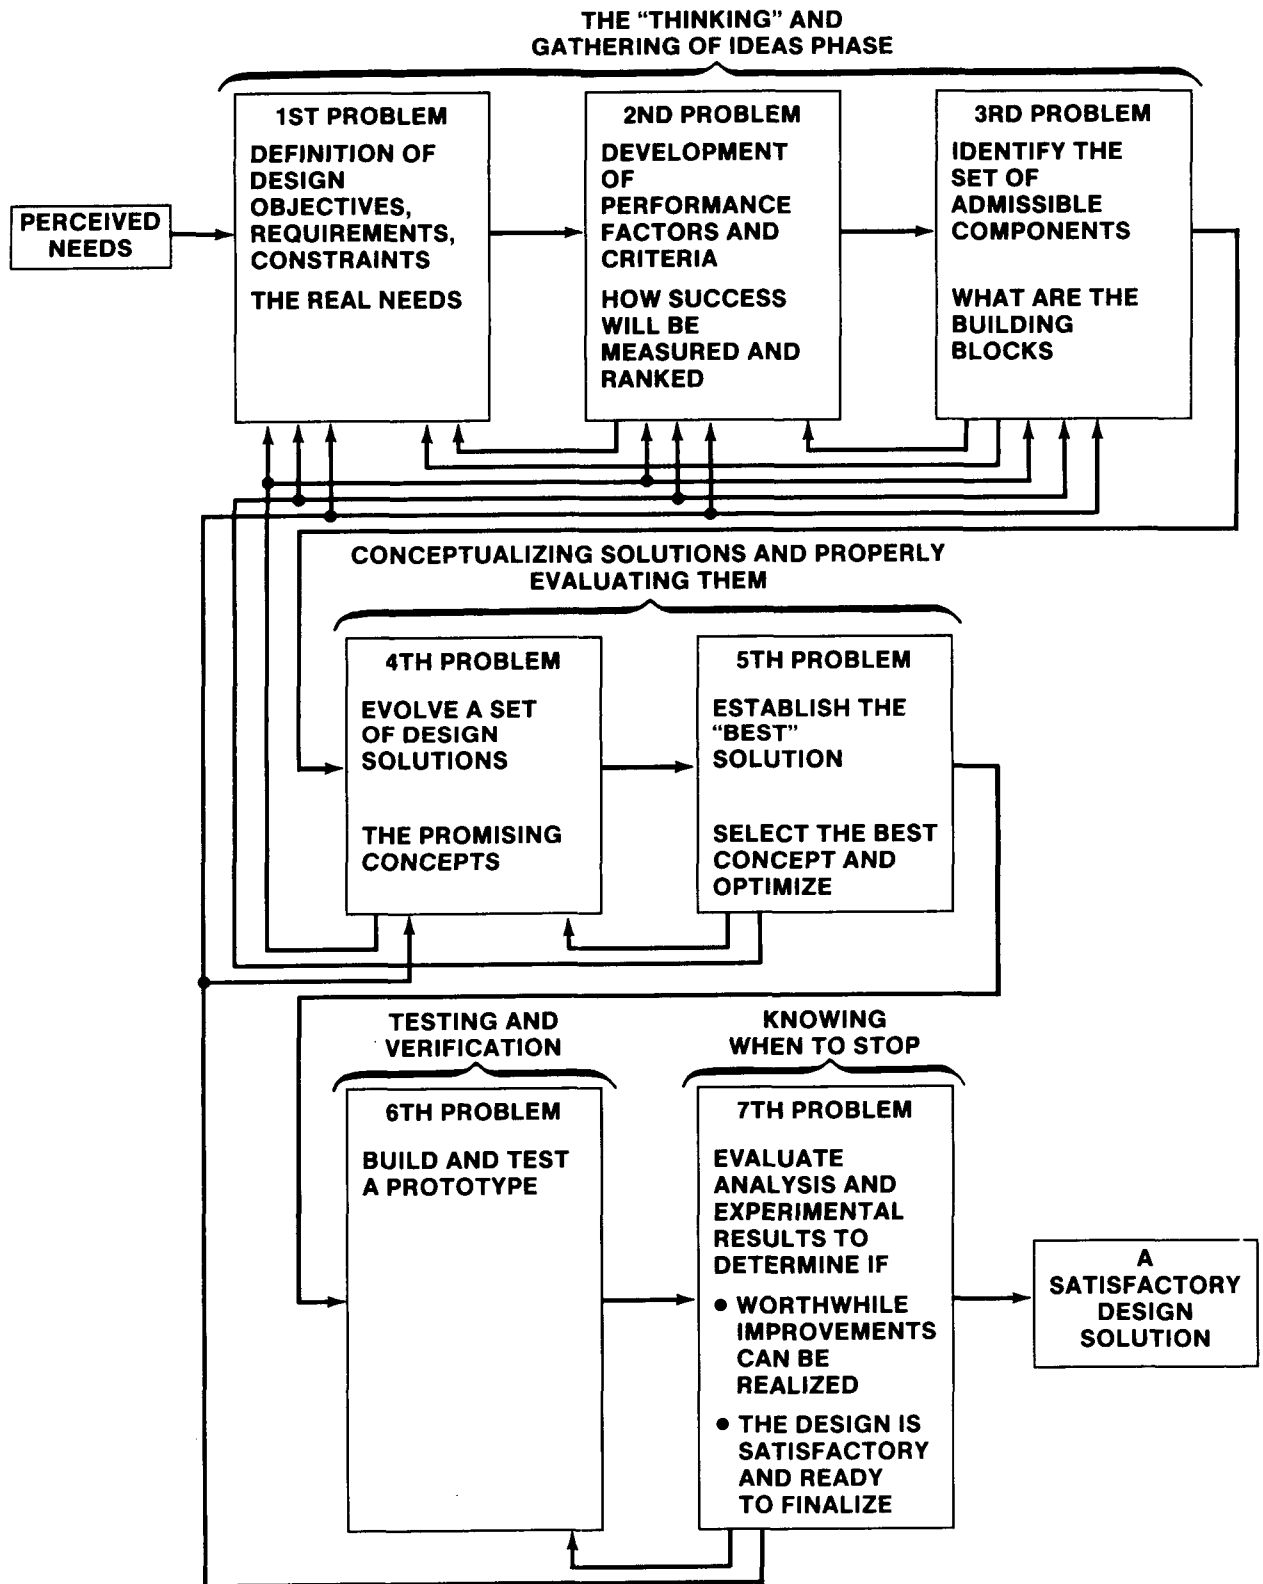 THE “THINKING” AND
GATHERING OF IDEAS PHASE
PERCEIVED
NEEDS
1ST PROBLEM
DEFINITION OF
DESIGN
OBJECTIVES,
REQUIREMENTS,
CONSTRAINTS
THE REAL NEEDS
2ND PROBLEM
DEVELOPMENT
OF
PERFORMANCE
FACTORS AND
CRITERIA
HOW SUCCESS
WILL BE
MEASURED AND
RANKED
3RD PROBLEM
IDENTIFY THE
SET OF
ADMISSIBLE
COMPONENTS
WHAT ARE THE
BUILDING
BLOCKS
CONCEPTUALIZING SOLUTIONS AND PROPERLY
EVALUATING THEM
4TH PROBLEM
EVOLVE A SET
OF DESIGN
SOLUTIONS
THE PROMISING
CONCEPTS
5TH PROBLEM
ESTABLISH THE
“BEST”
SOLUTION
SELECT THE BEST
CONCEPT AND
OPTIMIZE
TESTING AND
VERIFICATION
6TH PROBLEM
BUILD AND TEST
A PROTOTYPE
KNOWING
WHEN TO STOP
7TH PROBLEM
EVALUATE
ANALYSIS AND
EXPERIMENTAL
RESULTS TO
DETERMINE IF
● WORTHWHILE
IMPROVEMENTS
CAN BE
REALIZED
● THE DESIGN IS
SATISFACTORY
AND READY
TO FINALIZE
A
SATISFACTORY
DESIGN
SOLUTION